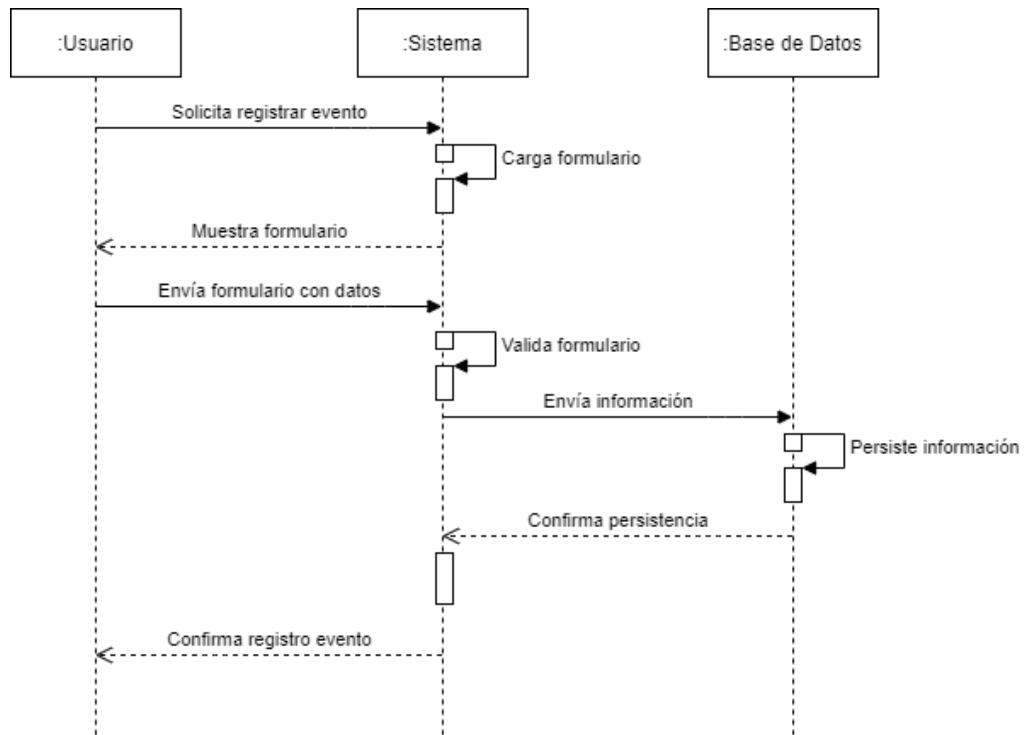 :Usuario
:Sistema
:Base de Datos
Solicita registrar evento
Carga formulario
Muestra formulario
Envía formulario con datos
Valida formulario
Envía información
Persiste información
Confirma persistencia
Confirma registro evento